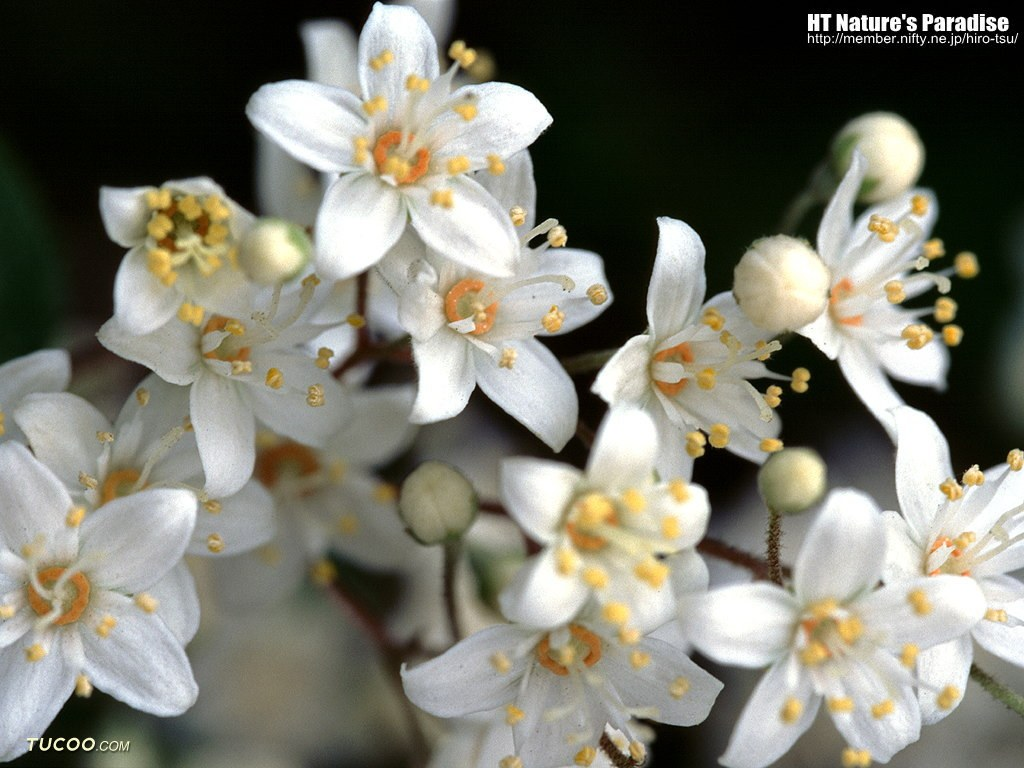 HT Nature's Paradise
http://member.nifty.ne.jp/hiro-tsu/
TUCOO.COM